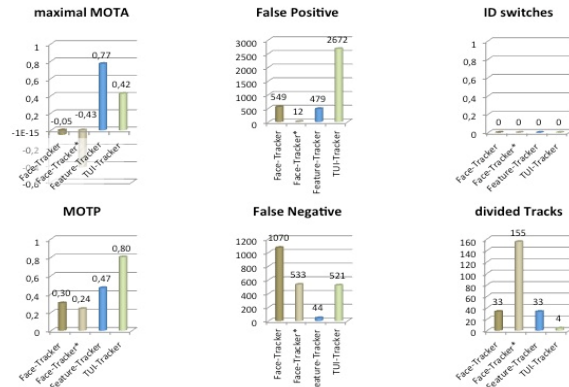 maximal MOTA
1
0,8
0,6
0,4
0,2
-1E-15
-0,2
-0,05
-0,43
0,77
0,42
Face-Tracker
Face-Tracker*
Feature-Tracker
TUI-Tracker
False Positive
3000
2500
2000
1500
1000
500
0
549
12
479
2672
Face-Tracker
Face-Tracker*
Feature-Tracker
TUI-Tracker
ID switches
1
0,8
0,6
0,4
0,2
0
0
0
0
0
Face-Tracker
Face-Tracker*
Feature-Tracker
TUI-Tracker
MOTP
1
0,8
0,6
0,4
0,2
0
0,30
0,24
0,47
0,80
Face-Tracker
Face-Tracker*
Feature-Tracker
TUI-Tracker
False Negative
1200
1000
800
600
400
200
0
1070
533
44
521
Face-Tracker
Face-Tracker*
Feature-Tracker
TUI-Tracker
divided Tracks
160
140
120
100
80
60
40
20
0
33
155
33
4
Face-Tracker
Face-Tracker*
Feature-Tracker
TUI-Tracker